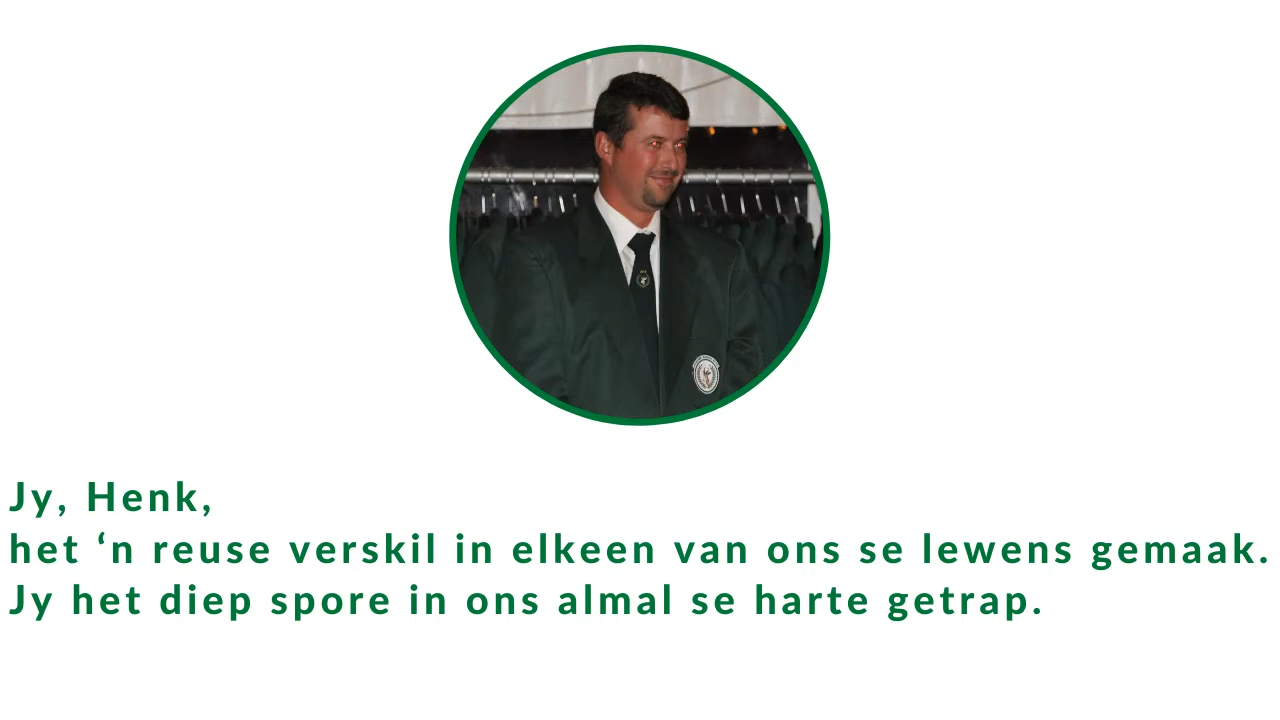 Jy, Henk,
het ‘n reuse verskil in elkeen van ons se lewens gemaak.
Jy het diep spore in ons almal se harte getrap.